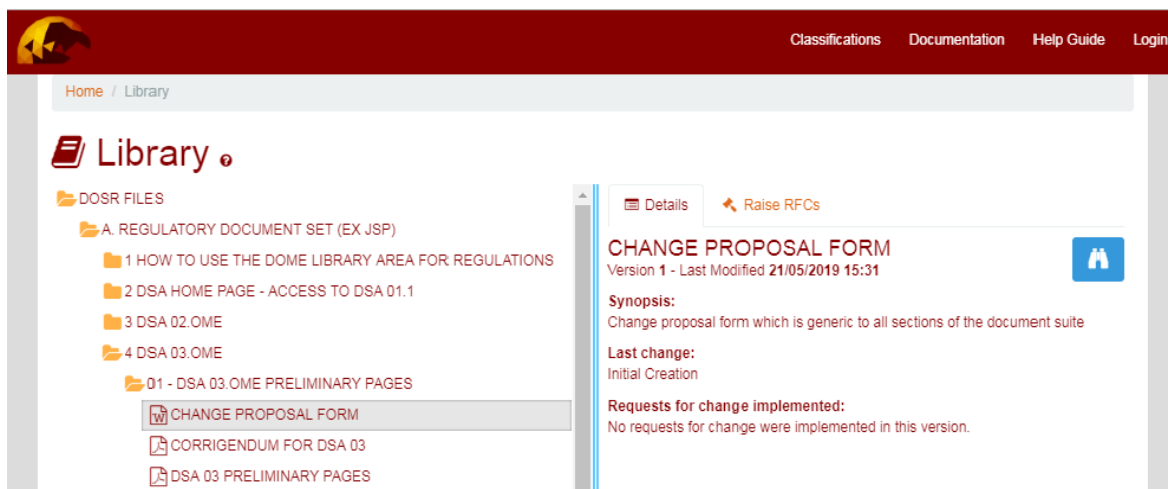 Classifications Documentation Help Guide Login
Home / Library
Library
DOSR FILES
A. REGULATORY DOCUMENT SET (EX JSP)
1 HOW TO USE THE DOME LIBRARY AREA FOR REGULATIONS
2 DSA HOME PAGE - ACCESS TO DSA 01.1
3 DSA 02.OME
4 DSA 03.OME
01 - DSA 03.OME PRELIMINARY PAGES
CHANGE PROPOSAL FORM
CORRIGENDUM FOR DSA 03
DSA 03 PRELIMINARY PAGES
Details Raise RFCs
CHANGE PROPOSAL FORM
Version 1 - Last Modified 21/05/2019 15:31
Synopsis:
Change proposal form which is generic to all sections of the document suite
Last change:
Initial Creation
Requests for change implemented:
No requests for change were implemented in this version.